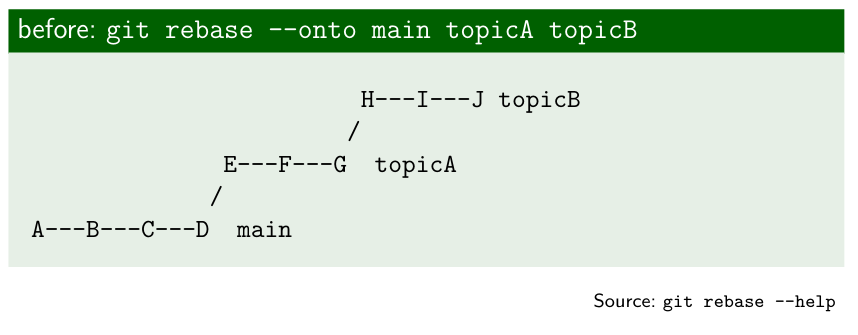 before: git rebase --onto main topicA topicB
H---I---J topicB
/
E---F---G  topicA
/
A---B---C---D  main
Source: git rebase --help